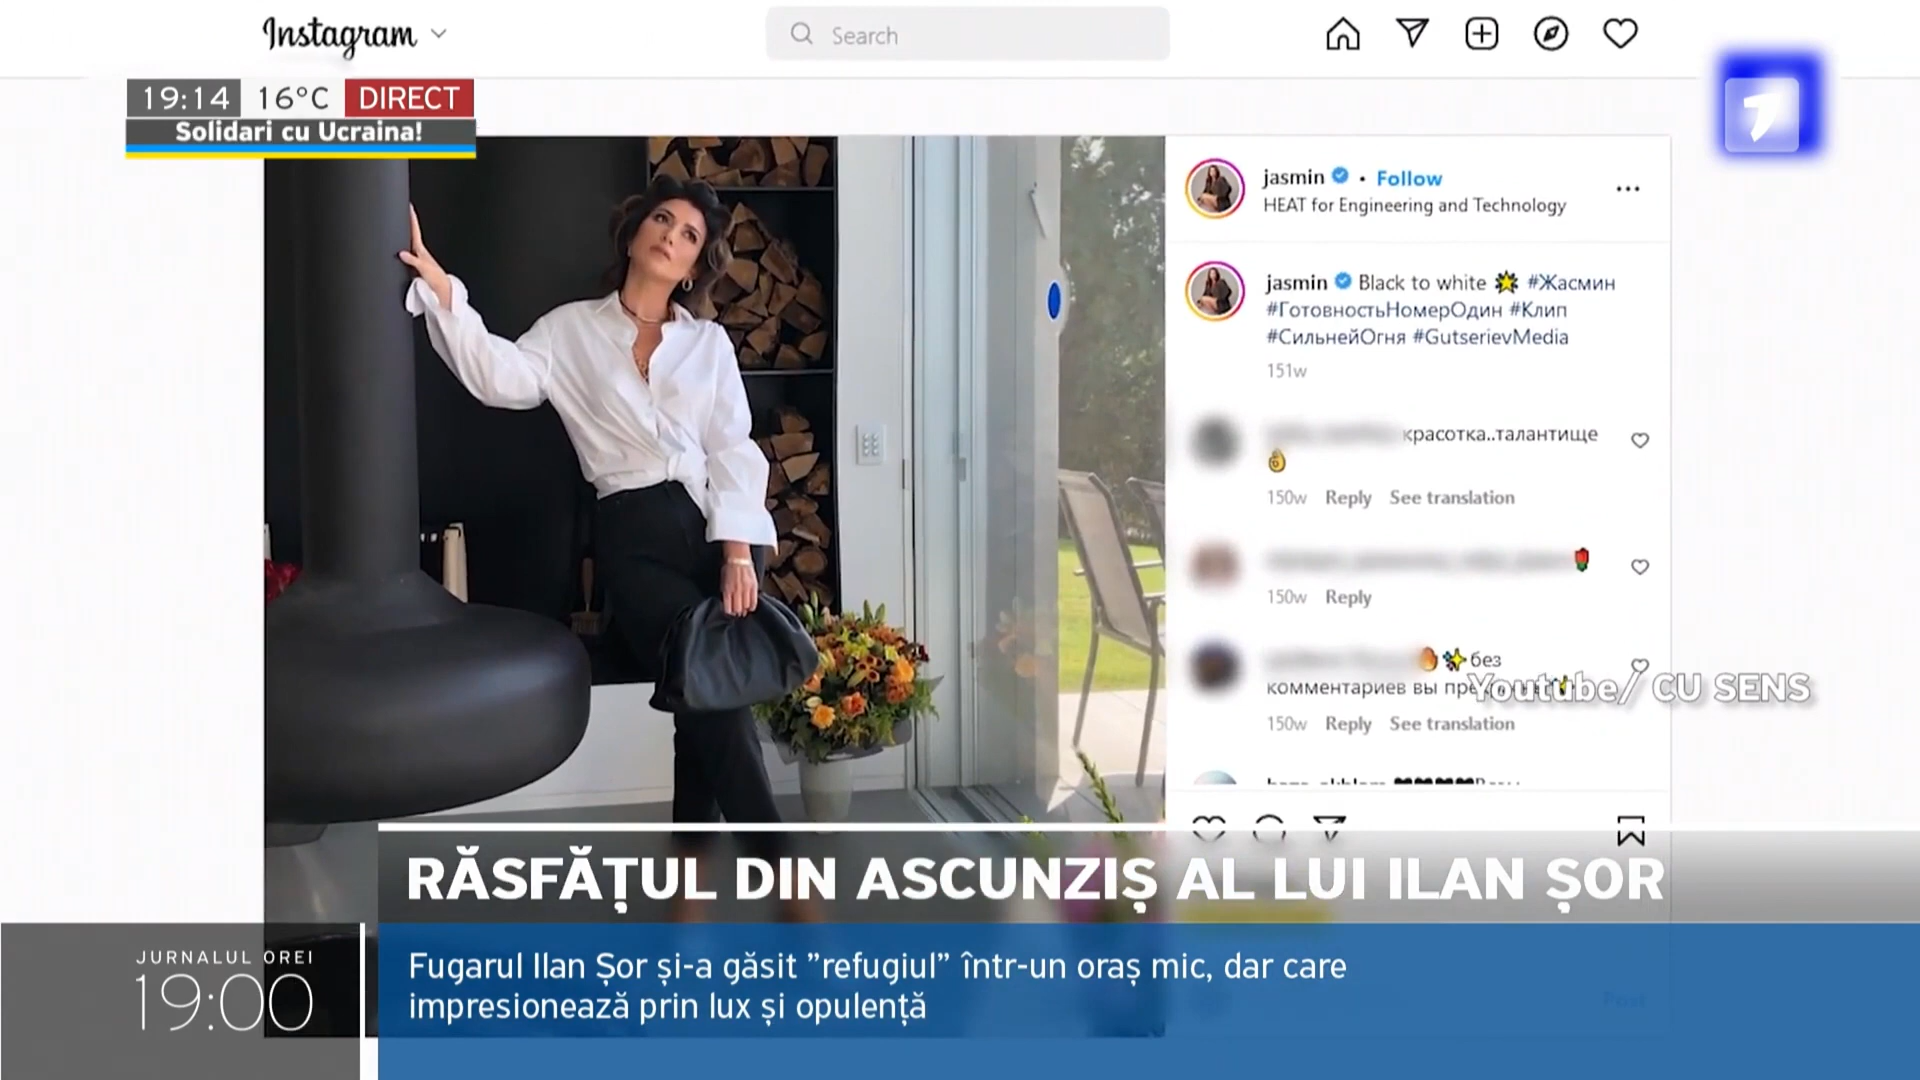 Instagram
Search
19:14 16°C DIRECT
Solidari cu Ucraina!
jasmin • Follow
HEAT for Engineering and Technology
jasmin Black to white #Жасмин
#ГотовностьНомерОдин #Клип
#СильнейОгня #GutserievMedia
151w
красотка..талантище
150w Reply See translation
150w Reply
без
комментариев вы
150w Reply See translation
Youtube/ CU SENS
RĂSFĂȚUL DIN ASCUNZIȘ AL LUI ILAN ȘOR
JURNALUL OREI
19:00
Fugarul Ilan Șor și-a găsit ”refugiul” într-un oraș mic, dar care
impresionează prin lux și opulență